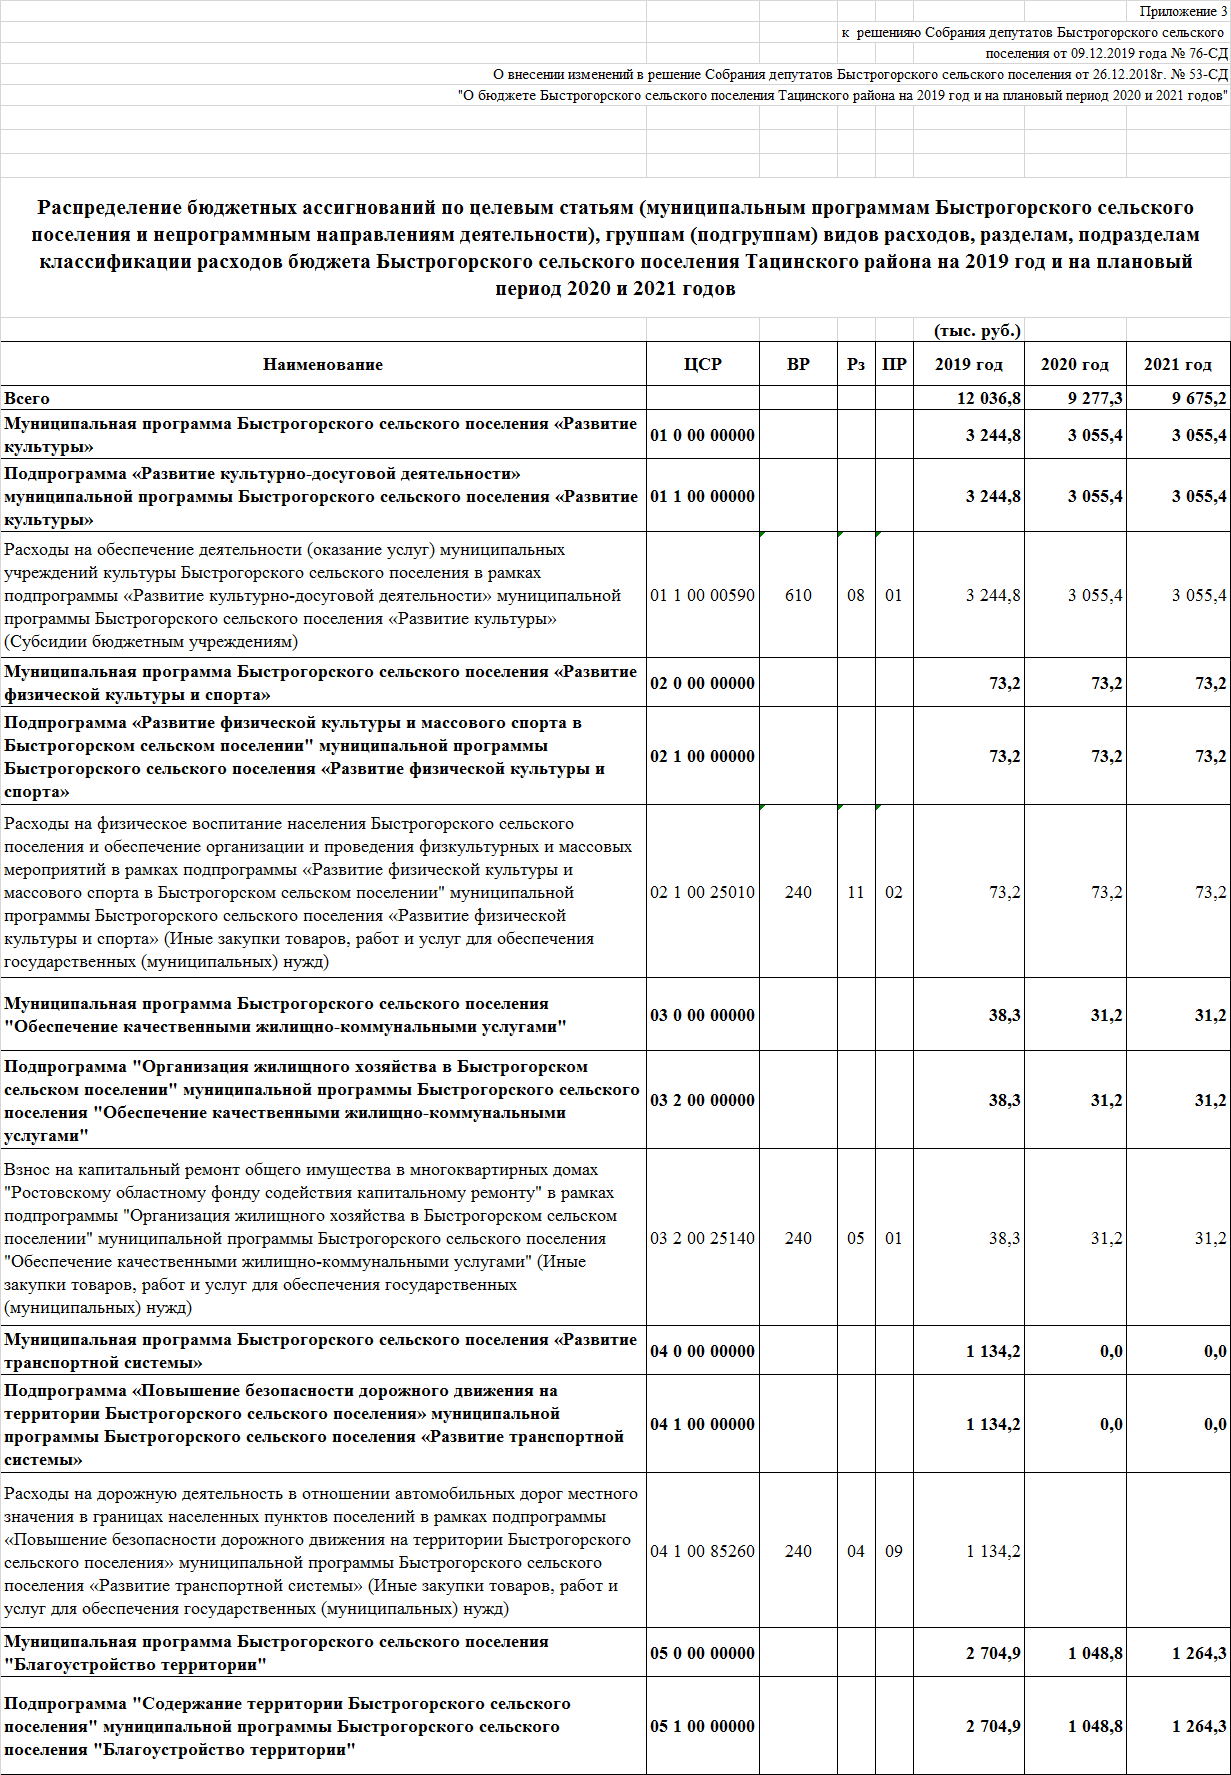 Приложение 3
к  решенияю Собрания депутатов Быстрогорского сельского
поселения от 09.12.2019 года № 76-СД
О внесении изменений в решение Собрания депутатов Быстрогорского сельского поселения от 26.12.2018г. № 53-СД
"О бюджете Быстрогорского сельского поселения Тацинского района на 2019 год и на плановый период 2020 и 2021 годов"
Распределение бюджетных ассигнований по целевым статьям (муниципальным программам Быстрогорского сельского
поселения и непрограммным направлениям деятельности), группам (подгруппам) видов расходов, разделам, подразделам
классификации расходов бюджета Быстрогорского сельского поселения Тацинского района на 2019 год и на плановый
период 2020 и 2021 годов
(тыс. руб.)
Наименование ЦСР ВР Рз ПР 2019 год 2020 год 2021 год
Всего 12 036,8 9 277,3 9 675,2
Муниципальная программа Быстрогорского сельского поселения «Развитие
культуры»
01 0 00 00000 3 244,8 3 055,4 3 055,4
Подпрограмма «Развитие культурно-досуговой деятельности»
муниципальной программы Быстрогорского сельского поселения «Развитие
культуры»
01 1 00 00000 3 244,8 3 055,4 3 055,4
Расходы на обеспечение деятельности (оказание услуг) муниципальных
учреждений культуры Быстрогорского сельского поселения в рамках
подпрограммы «Развитие культурно-досуговой деятельности» муниципальной
программы Быстрогорского сельского поселения «Развитие культуры»
(Субсидии бюджетным учреждениям)
01 1 00 00590 610 08 01 3 244,8 3 055,4 3 055,4
Муниципальная программа Быстрогорского сельского поселения «Развитие
физической культуры и спорта»
02 0 00 00000 73,2 73,2 73,2
Подпрограмма «Развитие физической культуры и массового спорта в
Быстрогорском сельском поселении" муниципальной программы
Быстрогорского сельского поселения «Развитие физической культуры и
спорта»
02 1 00 00000 73,2 73,2 73,2
Расходы на физическое воспитание населения Быстрогорского сельского
поселения и обеспечение организации и проведения физкультурных и массовых
мероприятий в рамках подпрограммы «Развитие физической культуры и
массового спорта в Быстрогорском сельском поселении" муниципальной
программы Быстрогорского сельского поселения «Развитие физической
культуры и спорта» (Иные закупки товаров, работ и услуг для обеспечения
государственных (муниципальных) нужд)
02 1 00 25010 240 11 02 73,2 73,2 73,2
Муниципальная программа Быстрогорского сельского поселения
"Обеспечение качественными жилищно-коммунальными услугами"
03 0 00 00000 38,3 31,2 31,2
Подпрограмма "Организация жилищного хозяйства в Быстрогорском
сельском поселении" муниципальной программы Быстрогорского сельского
поселения "Обеспечение качественными жилищно-коммунальными
услугами"
03 2 00 00000 38,3 31,2 31,2
Взнос на капитальный ремонт общего имущества в многоквартирных домах
"Ростовскому областному фонду содействия капитальному ремонту" в рамках
подпрограммы "Организация жилищного хозяйства в Быстрогорском сельском
поселении" муниципальной программы Быстрогорского сельского поселения
"Обеспечение качественными жилищно-коммунальными услугами" (Иные
закупки товаров, работ и услуг для обеспечения государственных
(муниципальных) нужд)
03 2 00 25140 240 05 01 38,3 31,2 31,2
Муниципальная программа Быстрогорского сельского поселения «Развитие
транспортной системы»
04 0 00 00000 1 134,2 0,0 0,0
Подпрограмма «Повышение безопасности дорожного движения на
территории Быстрогорского сельского поселения» муниципальной
программы Быстрогорского сельского поселения «Развитие транспортной
системы»
04 1 00 00000 1 134,2 0,0 0,0
Расходы на дорожную деятельность в отношении автомобильных дорог местного
значения в границах населенных пунктов поселений в рамках подпрограммы
«Повышение безопасности дорожного движения на территории Быстрогорского
сельского поселения» муниципальной программы Быстрогорского сельского
поселения «Развитие транспортной системы» (Иные закупки товаров, работ и
услуг для обеспечения государственных (муниципальных) нужд)
04 1 00 85260 240 04 09 1 134,2
Муниципальная программа Быстрогорского сельского поселения
"Благоустройство территории"
05 0 00 00000 2 704,9 1 048,8 1 264,3
Подпрограмма "Содержание территории Быстрогорского сельского
поселения" муниципальной программы Быстрогорского сельского
поселения "Благоустройство территории"
05 1 00 00000 2 704,9 1 048,8 1 264,3